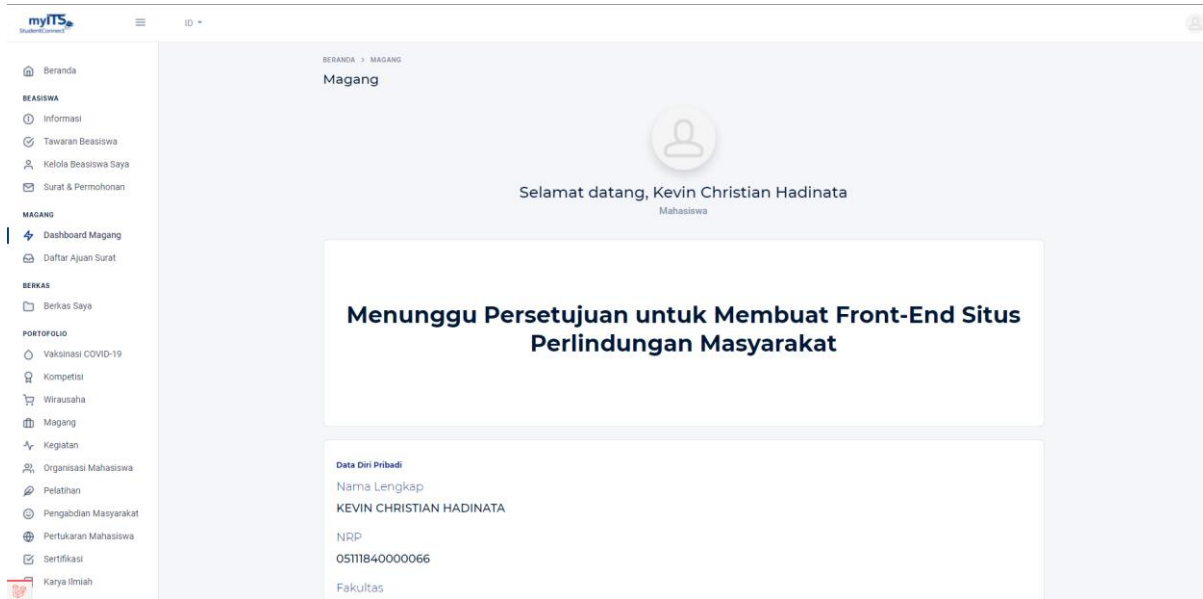 myITS
StudentConnect
ID
Beranda
BEASISWA
Informasi
Tawaran Beasiswa
Kelola Beasiswa Saya
Surat & Permohonan
MAGANG
Dashboard Magang
Daftar Ajuan Surat
BERKAS
Berkas Saya
PORTOFOLIO
Vaksinasi COVID-19
Kompetisi
Wirausaha
Magang
Kegiatan
Organisasi Mahasiswa
Pelatihan
Pengabdian Masyarakat
Pertukaran Mahasiswa
Sertifikasi
Karya Ilmiah
BERANDA > MAGANG
Magang
Selamat datang, Kevin Christian Hadinata
Mahasiswa
Menunggu Persetujuan untuk Membuat Front-End Situs
Perlindungan Masyarakat
Data Diri Pribadi
Nama Lengkap
KEVIN CHRISTIAN HADINATA
NRP
05111840000066
Fakultas